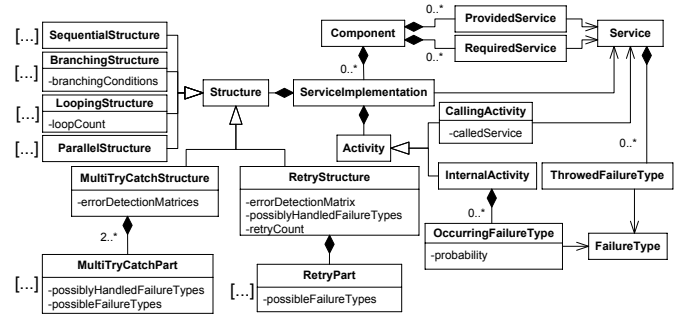 [...] SequentialStructure
[...] BranchingStructure
-branchingConditions
[...] LoopingStructure
-loopCount
[...] ParallelStructure
Structure
Component
0..*
ServiceImplementation
Activity
0..*
ProvidedService
RequiredService
0..*
Service
CallingActivity
-calledService
InternalActivity
0..*
0..*
ThrowedFailureType
MultiTryCatchStructure
-errorDetectionMatrices
2..*
RetryStructure
-errorDetectionMatrix
-possiblyHandledFailureTypes
-retryCount
OccurringFailureType
-probability
FailureType
[...] MultiTryCatchPart
-possiblyHandledFailureTypes
-possibleFailureTypes
[...] RetryPart
-possibleFailureTypes